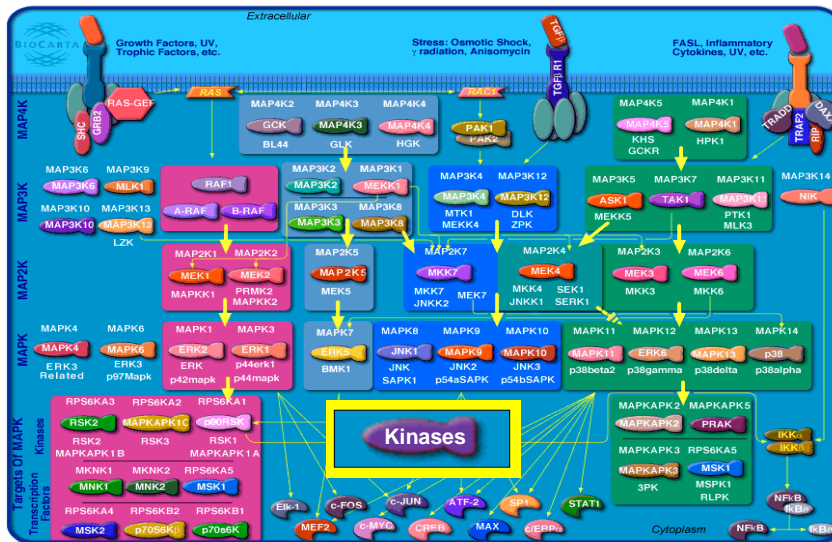 Extracellular
BIOCARTA
Growth Factors, UV,
Trophic Factors, etc.
Stress: Osmotic Shock,
γ radiation, Anisomycin
FASL, Inflammatory
Cytokines, UV, etc.
TGFβ
TGFβ R1
RAS-GEF
GRB2
SHC
RAS
RAC1
TRADD
TRAF2
RIP
MAP4K
MAP4K2
MAP4K3
MAP4K4
GCK
MAP4K3
MAP4K4
BL44
GLK
HGK
PAK1
PAK2
MAP4K5
MAP4K1
MAP4K5
MAP4K1
KHS
GCKR
HPK1
MAP3K
MAP3K6
MAP3K9
MAP3K6
MLK1
MAP3K10
MAP3K13
MAP3K10
MAP3K13
LZK
RAF1
A-RAF
B-RAF
MAP3K2
MAP3K1
MAP3K2
MEKK1
MAP3K3
MAP3K8
MAP3K3
MAP3K8
MAP3K4
MAP3K12
MAP3K4
MAP3K12
MTK1
MEKK4
DLK
ZPK
MAP3K5
MAP3K7
MAP3K11
ASK1
TAK1
MAP3K11
MEKK5
PTK1
MLK3
MAP3K14
NIK
MAP2K
MAP2K1
MAP2K2
MEK1
MEK2
MAPKK1
PRMK2
MAPKK2
MAP2K5
MAP2K5
MEK5
MAP2K7
MKK7
MKK7
JNKK2
MEK7
MAP2K4
MEK4
MKK4
JNKK1
SEK1
SERK1
MAP2K3
MEK3
MKK3
MAP2K6
MEK6
MKK6
MAPK
MAPK4
MAPK6
MAPK4
MAPK6
ERK3
Related
ERK3
p97Mapk
MAPK1
MAPK3
ERK2
ERK1
ERK
p42mapk
p44erk1
p44mapk
MAPK7
ERK5
BMK1
MAPK8
MAPK9
MAPK10
JNK1
MAPK9
MAPK10
JNK
SAPK1
JNK2
p54aSAPK
JNK3
p54bSAPK
MAPK11
MAPK12
MAPK13
MAPK14
MAPK11
ERK6
MAPK13
p38
p38beta2
p38gamma
p38delta
p38alpha
Targets Of MAPK
Kinases
Transcription
Factors
RPS6KA3
RPS6KA2
RPS6KA1
RSK2
MAPKAPK1C
p90RSK
RSK2
MAPKAPK1B
RSK3
RSK1
MAPKAPK1A
MKNK1
MKNK2
RPS6KA5
MNK1
MNK2
MSK1
RPS6KA4
RPS6KB2
RPS6KB1
MSK2
p70S6Kβ
p70s6K
Kinases
MAPKAPK2
MAPKAPK5
MAPKAPK2
PRAK
MAPKAPK3
RPS6KA5
MAPKAPK3
MSK1
3PK
MSPK1
RLPK
IKKα
IKKβ
NFkB
IkBα
NFkB
IkBα
Elk-1
c-FOS
c-JUN
ATF-2
SP1
STAT1
MEF2
c-MYC
CREB
MAX
c/ERPα
Cytoplasm